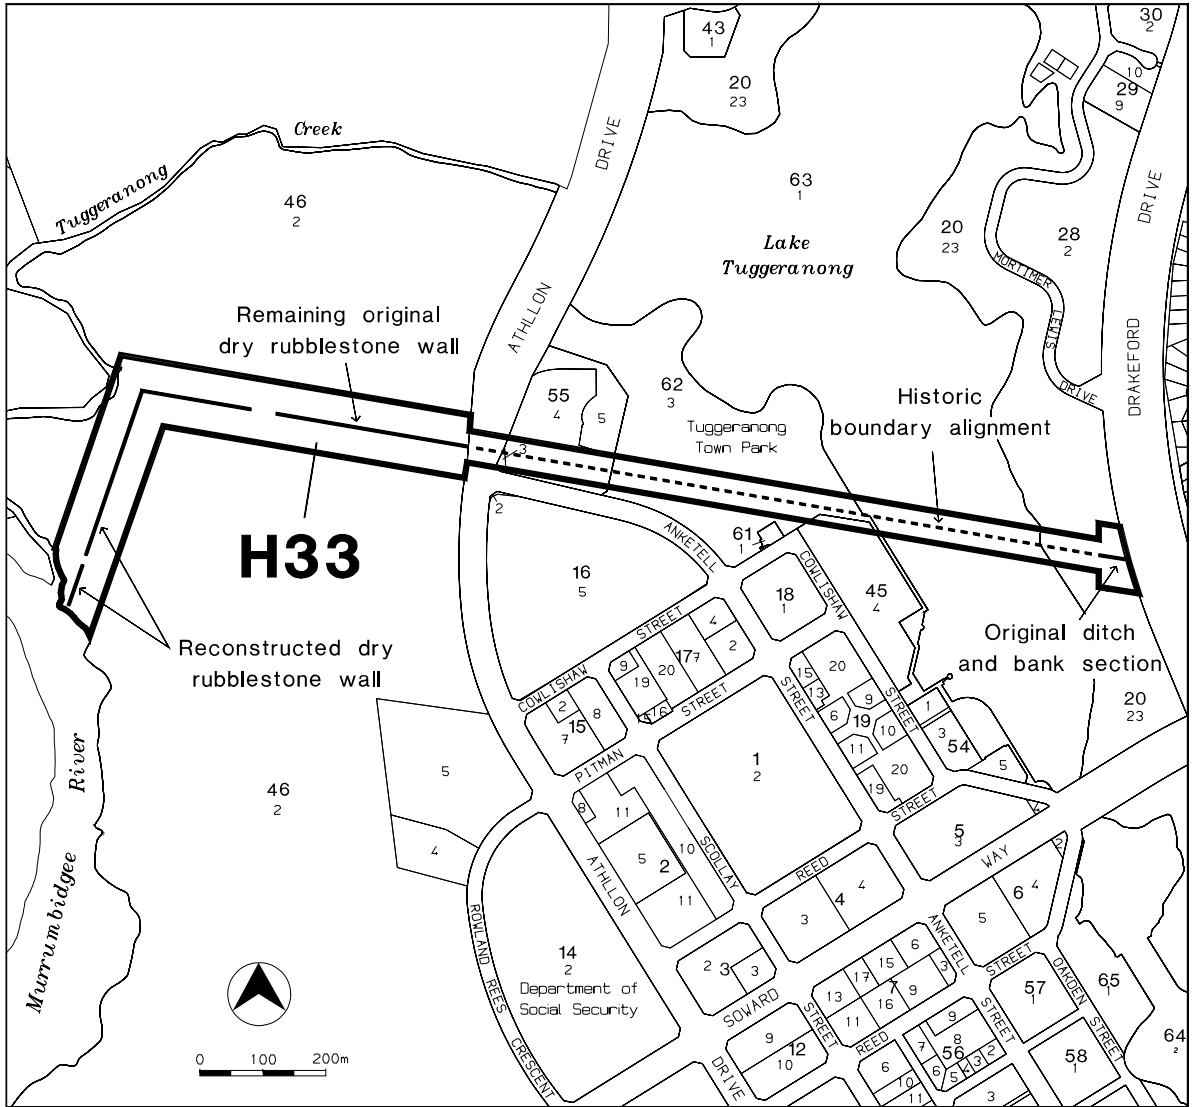 43
1
20
23
30
2
10
29
9
Creek
Tuggeranong
46
2
DRIVE
ATHLLON
63
1
Lake
Tuggeranong
20
23
28
2
MORTIMER
LEWIS
DRIVE
DRIVE
DRAKEFORD
Remaining original
dry rubblestone wall
55
4
5
3
62
3
Tuggeranong
Town Park
Historic
boundary alignment
H33
2
ANKETELL
16
5
61
1
18
1
COWLISHAW
45
4
Original ditch
and bank section
20
23
Reconstructed dry
rubblestone wall
COWLISHAW
STREET
9
19
20
17
7
4
2
2
15
7
8
STREET
PITMAN
STREET
15
13
20
6
9
19
10
11
20
19
STREET
1
3
54
5
STREET
5
3
WAY
Murrumbidgee
River
46
2
5
4
8
11
5
2
10
11
SCOLLAY
ATHLLON
1
2
REED
4
3
4
6
4
5
2
ROWLAND REES
CRESCENT
14
2
Department of
Social Security
2
3
3
SOWARD
DRIVE
ANKETELL
STREET
6
15
17
7
3
13
16
9
11
STREET
9
12
10
REED
STREET
57
1
OAKDEN
STREET
65
1
64
2
9
8
7
56
2
3
4
5
6
58
1
6
10
11
3
0 100 200m